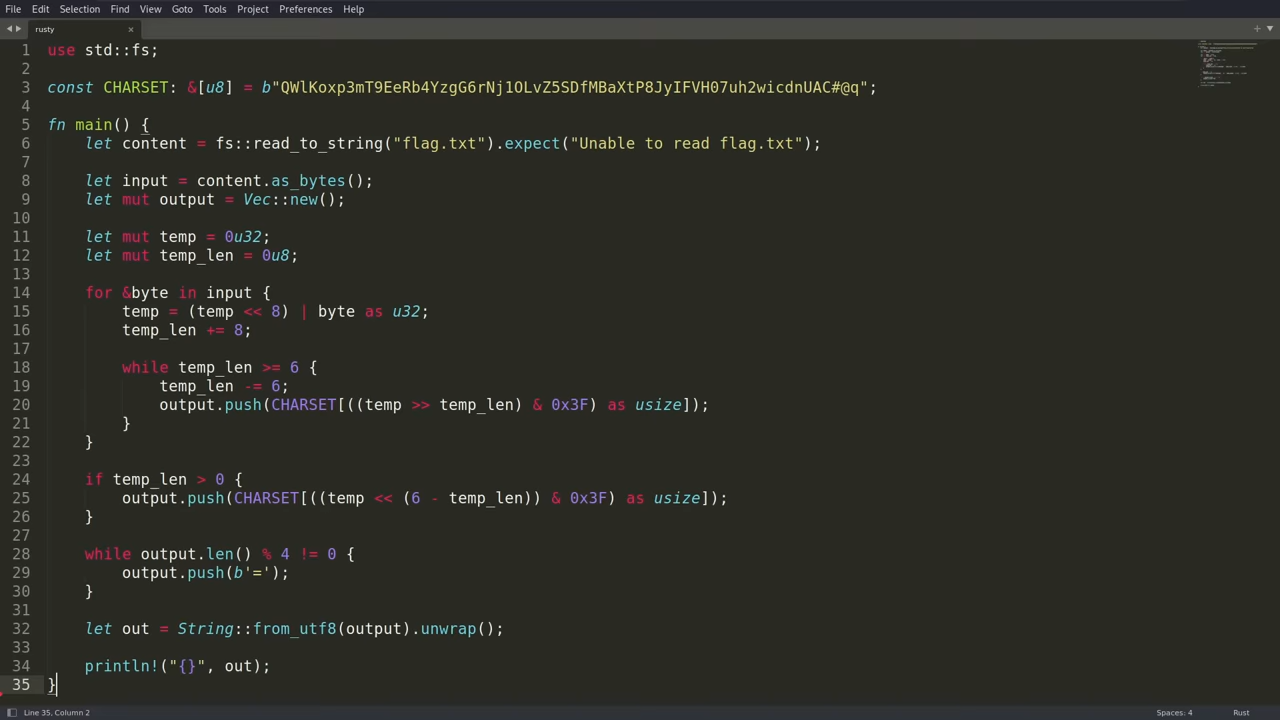 File Edit Selection Find View Goto Tools Project Preferences Help
rusty
1 use std::fs;
2
3 const CHARSET: &[u8] = b"QWlKoxp3mT9EeRb4YzgG6rNj1OLvZ5SDfMBaXtP8JyIFVH07uh2wicdnUAC#@q";
4
5 fn main() {
6     let content = fs::read_to_string("flag.txt").expect("Unable to read flag.txt");
7
8     let input = content.as_bytes();
9     let mut output = Vec::new();
10
11     let mut temp = 0u32;
12     let mut temp_len = 0u8;
13
14     for &byte in input {
15         temp = (temp << 8) | byte as u32;
16         temp_len += 8;
17
18         while temp_len >= 6 {
19             temp_len -= 6;
20             output.push(CHARSET[((temp >> temp_len) & 0x3F) as usize]);
21         }
22     }
23
24     if temp_len > 0 {
25         output.push(CHARSET[((temp << (6 - temp_len)) & 0x3F) as usize]);
26     }
27
28     while output.len() % 4 != 0 {
29         output.push(b'=');
30     }
31
32     let out = String::from_utf8(output).unwrap();
33
34     println!("{}", out);
35 }
Line 35, Column 2
Spaces: 4
Rust